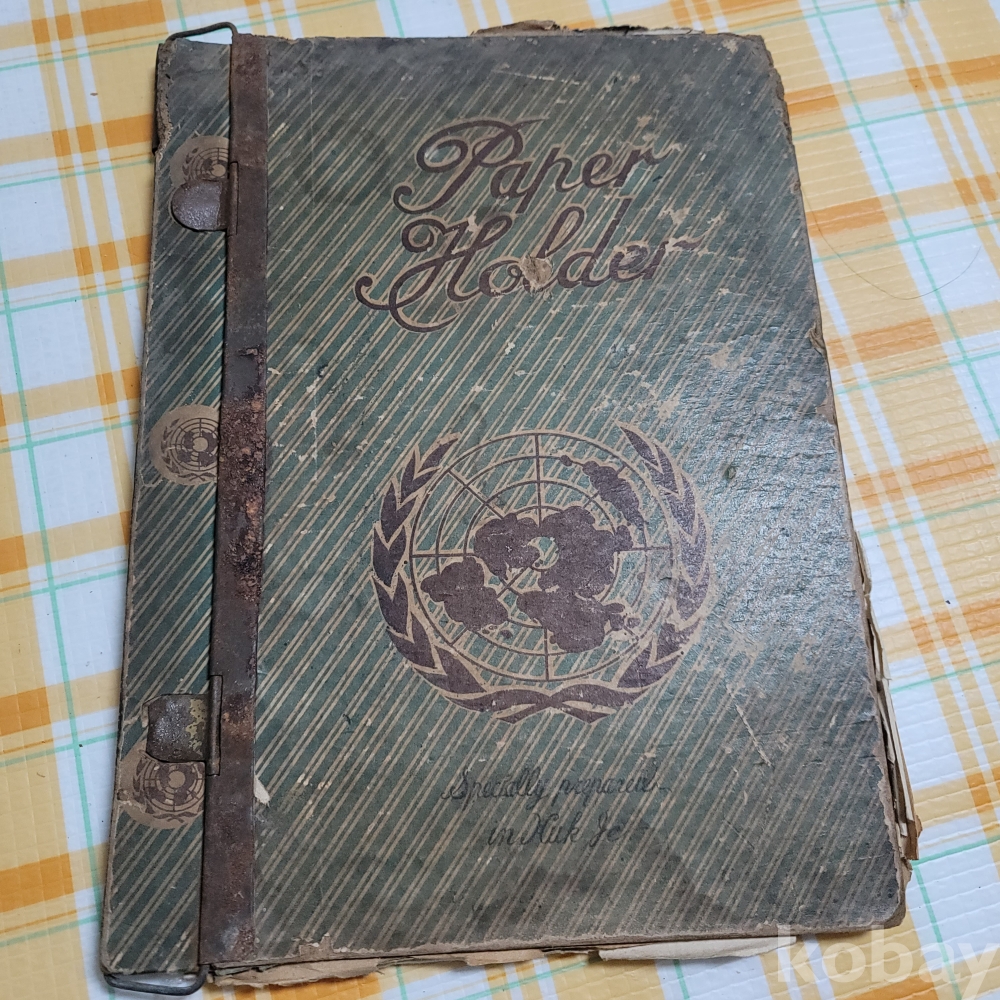 Paper
Holder
Specially prepared
in Kuk Je
kobay